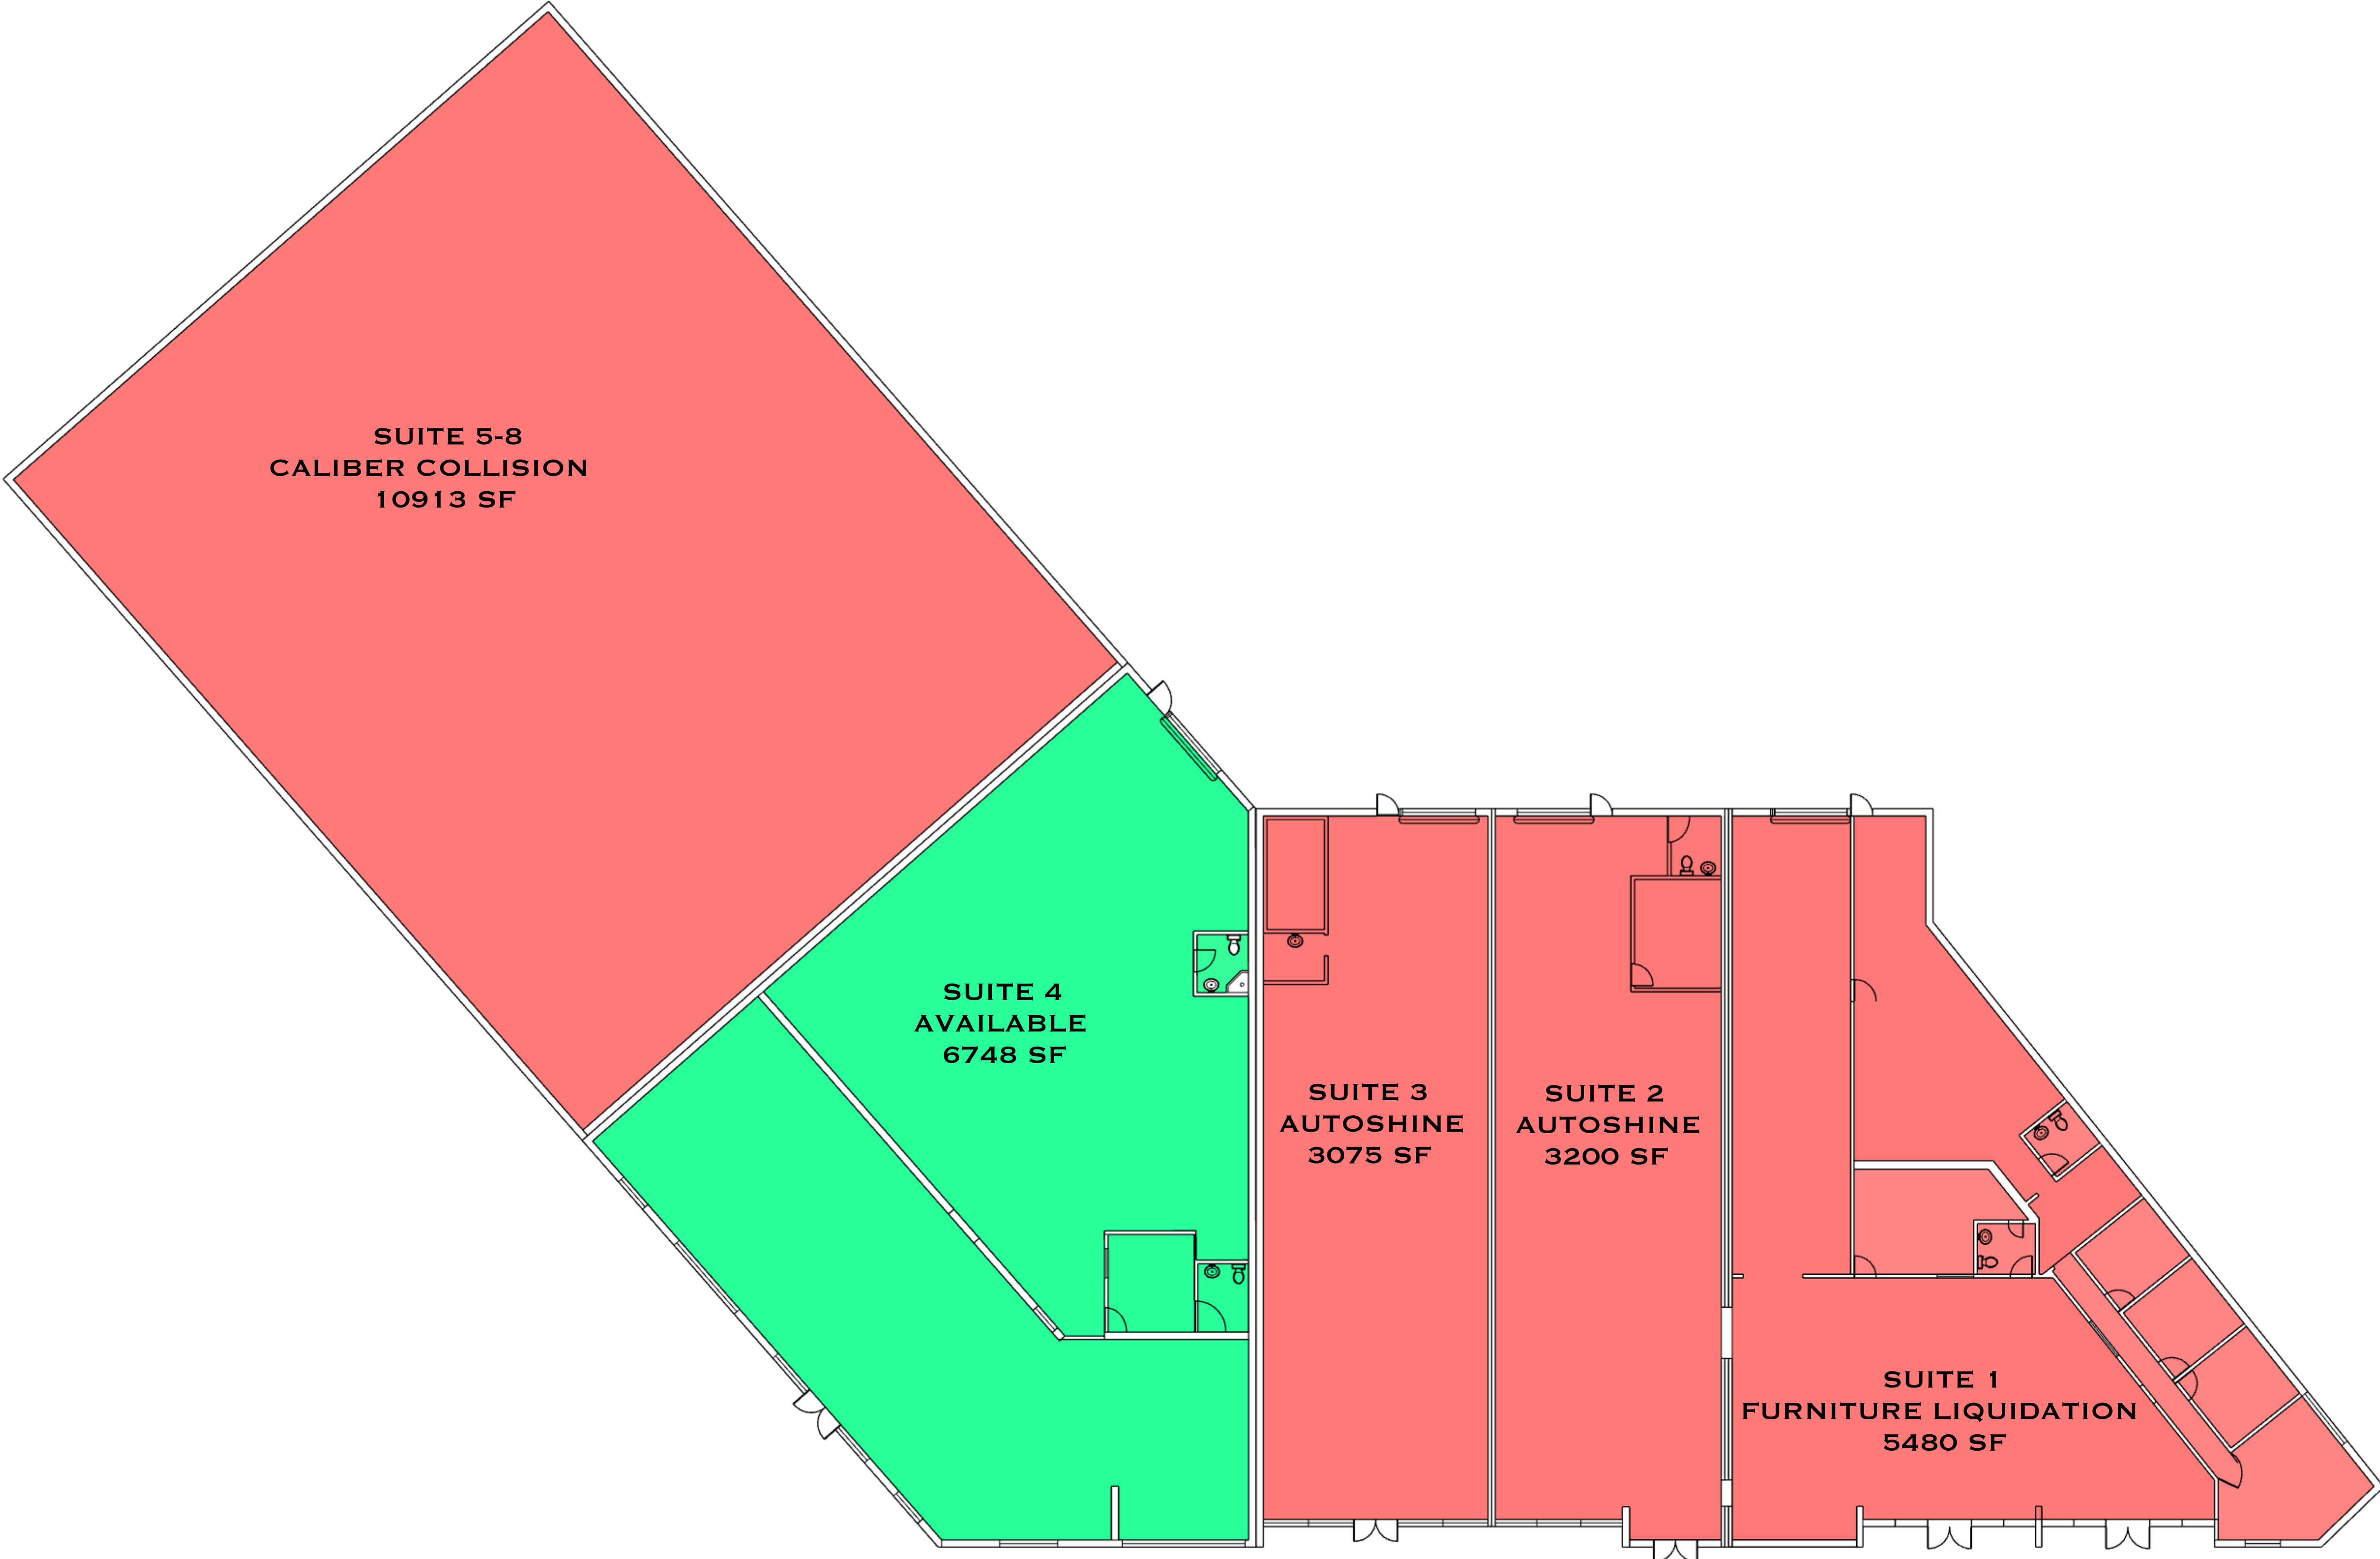 SUITE 5-8
CALIBER COLLISION
10913 SF
SUITE 4
AVAILABLE
6748 SF
SUITE 3
AUTOSHINE
3075 SF
SUITE 2
AUTOSHINE
3200 SF
SUITE 1
FURNITURE LIQUIDATION
5480 SF